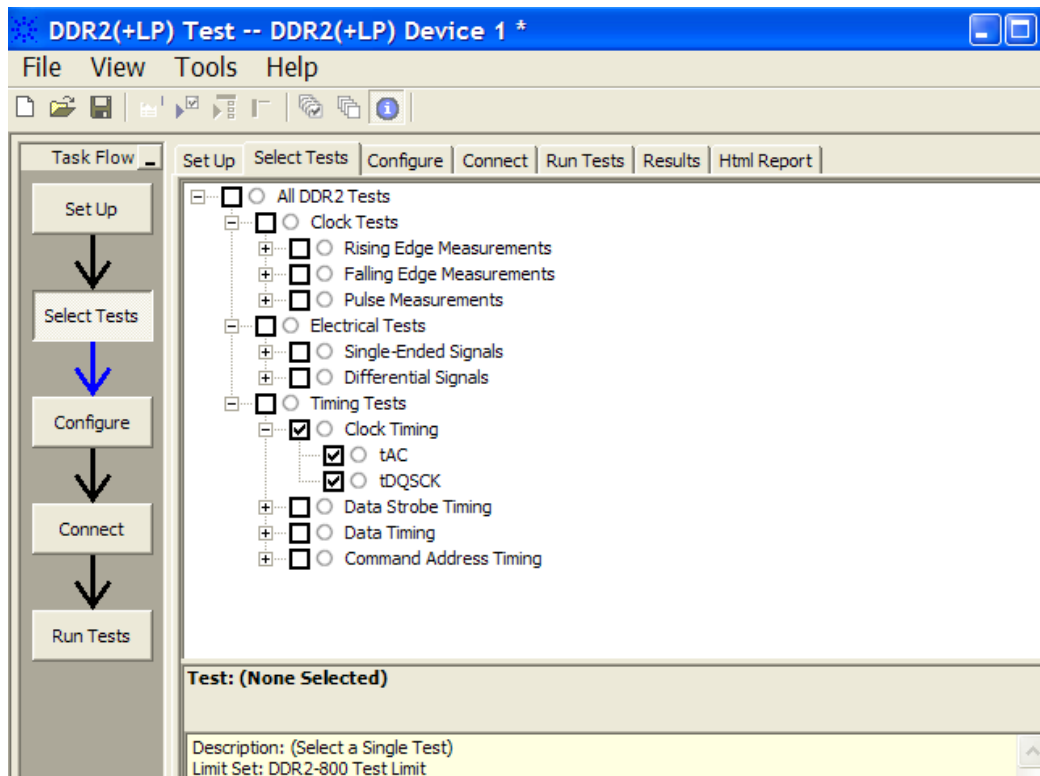 DDR2(+LP) Test -- DDR2(+LP) Device 1 *
File View Tools Help
Task Flow
Set Up
Select Tests
Configure
Connect
Run Tests
Set Up Select Tests Configure Connect Run Tests Results Html Report
All DDR2 Tests
Clock Tests
Rising Edge Measurements
Falling Edge Measurements
Pulse Measurements
Electrical Tests
Single-Ended Signals
Differential Signals
Timing Tests
Clock Timing
tAC
tDQSCK
Data Strobe Timing
Data Timing
Command Address Timing
Test: (None Selected)
Description: (Select a Single Test)
Limit Set: DDR2-800 Test Limit